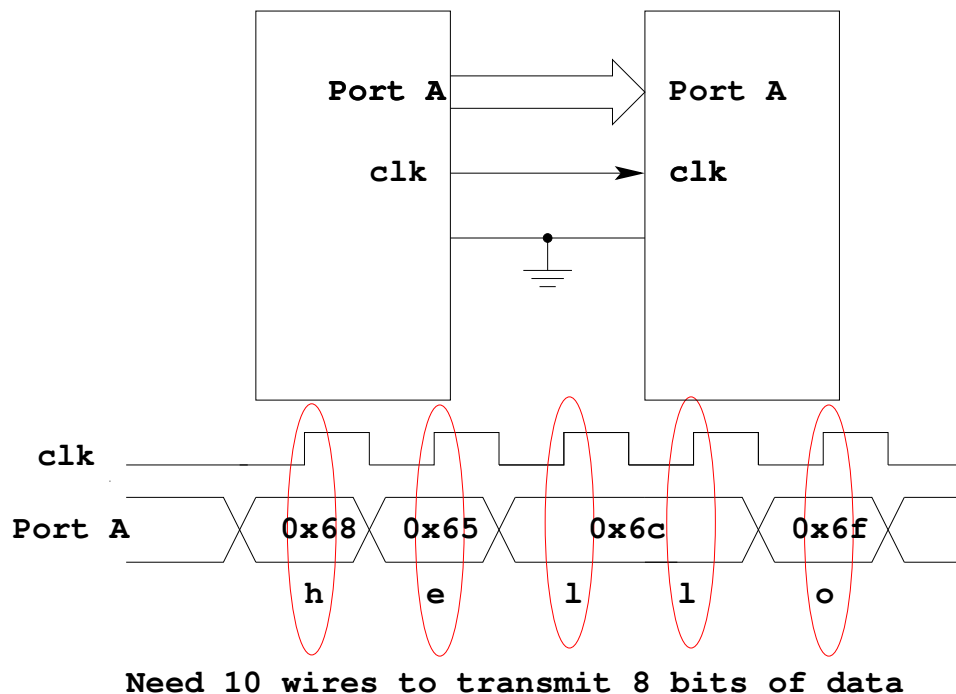 Port A Port A
clk clk
clk
Port A 0x68 0x65 0x6c 0x6f
h e l l o
Need 10 wires to transmit 8 bits of data